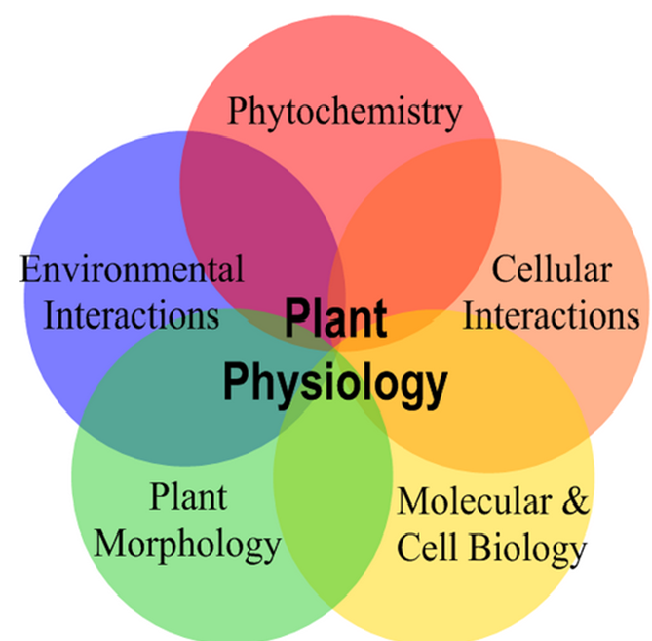 Phytochemistry
Environmental
Interactions
Cellular
Interactions
Plant
Physiology
Plant
Morphology
Molecular &
Cell Biology